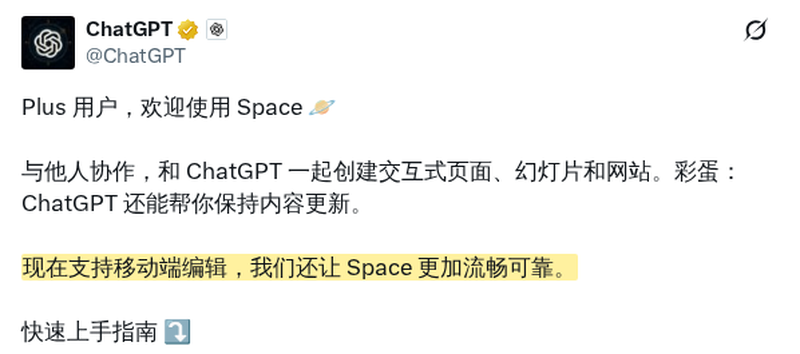 ChatGPT
@ChatGPT
Plus 用户，欢迎使用 Space 🪐
与他人协作，和 ChatGPT 一起创建交互式页面、幻灯片和网站。彩蛋：
ChatGPT 还能帮你保持内容更新。
现在支持移动端编辑，我们还让 Space 更加流畅可靠。
快速上手指南 ⤵️